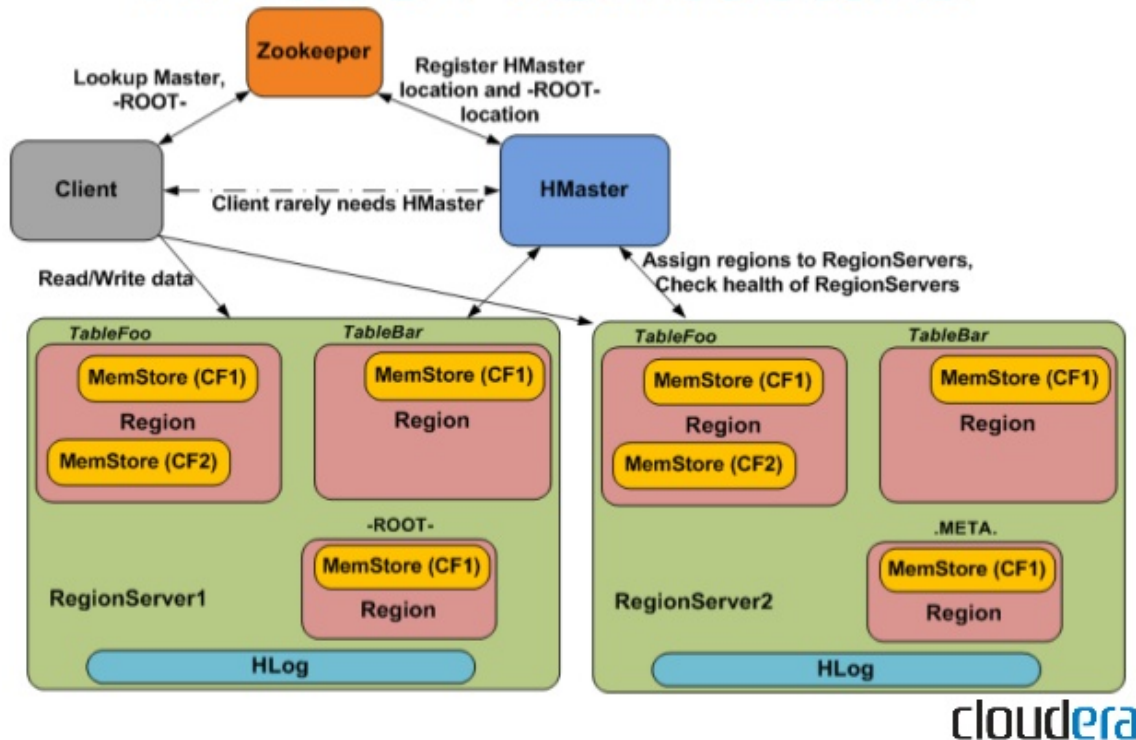 Zookeeper
Lookup Master,
-ROOT-
Register HMaster
location and -ROOT-
location
Client
HMaster
Client rarely needs HMaster
Read/Write data
Assign regions to RegionServers,
Check health of RegionServers
TableFoo
TableBar
MemStore (CF1)
MemStore (CF1)
Region
Region
MemStore (CF2)
-ROOT-
MemStore (CF1)
Region
RegionServer1
HLog
TableFoo
TableBar
MemStore (CF1)
MemStore (CF1)
Region
Region
MemStore (CF2)
.META.
MemStore (CF1)
Region
RegionServer2
HLog
cloudera